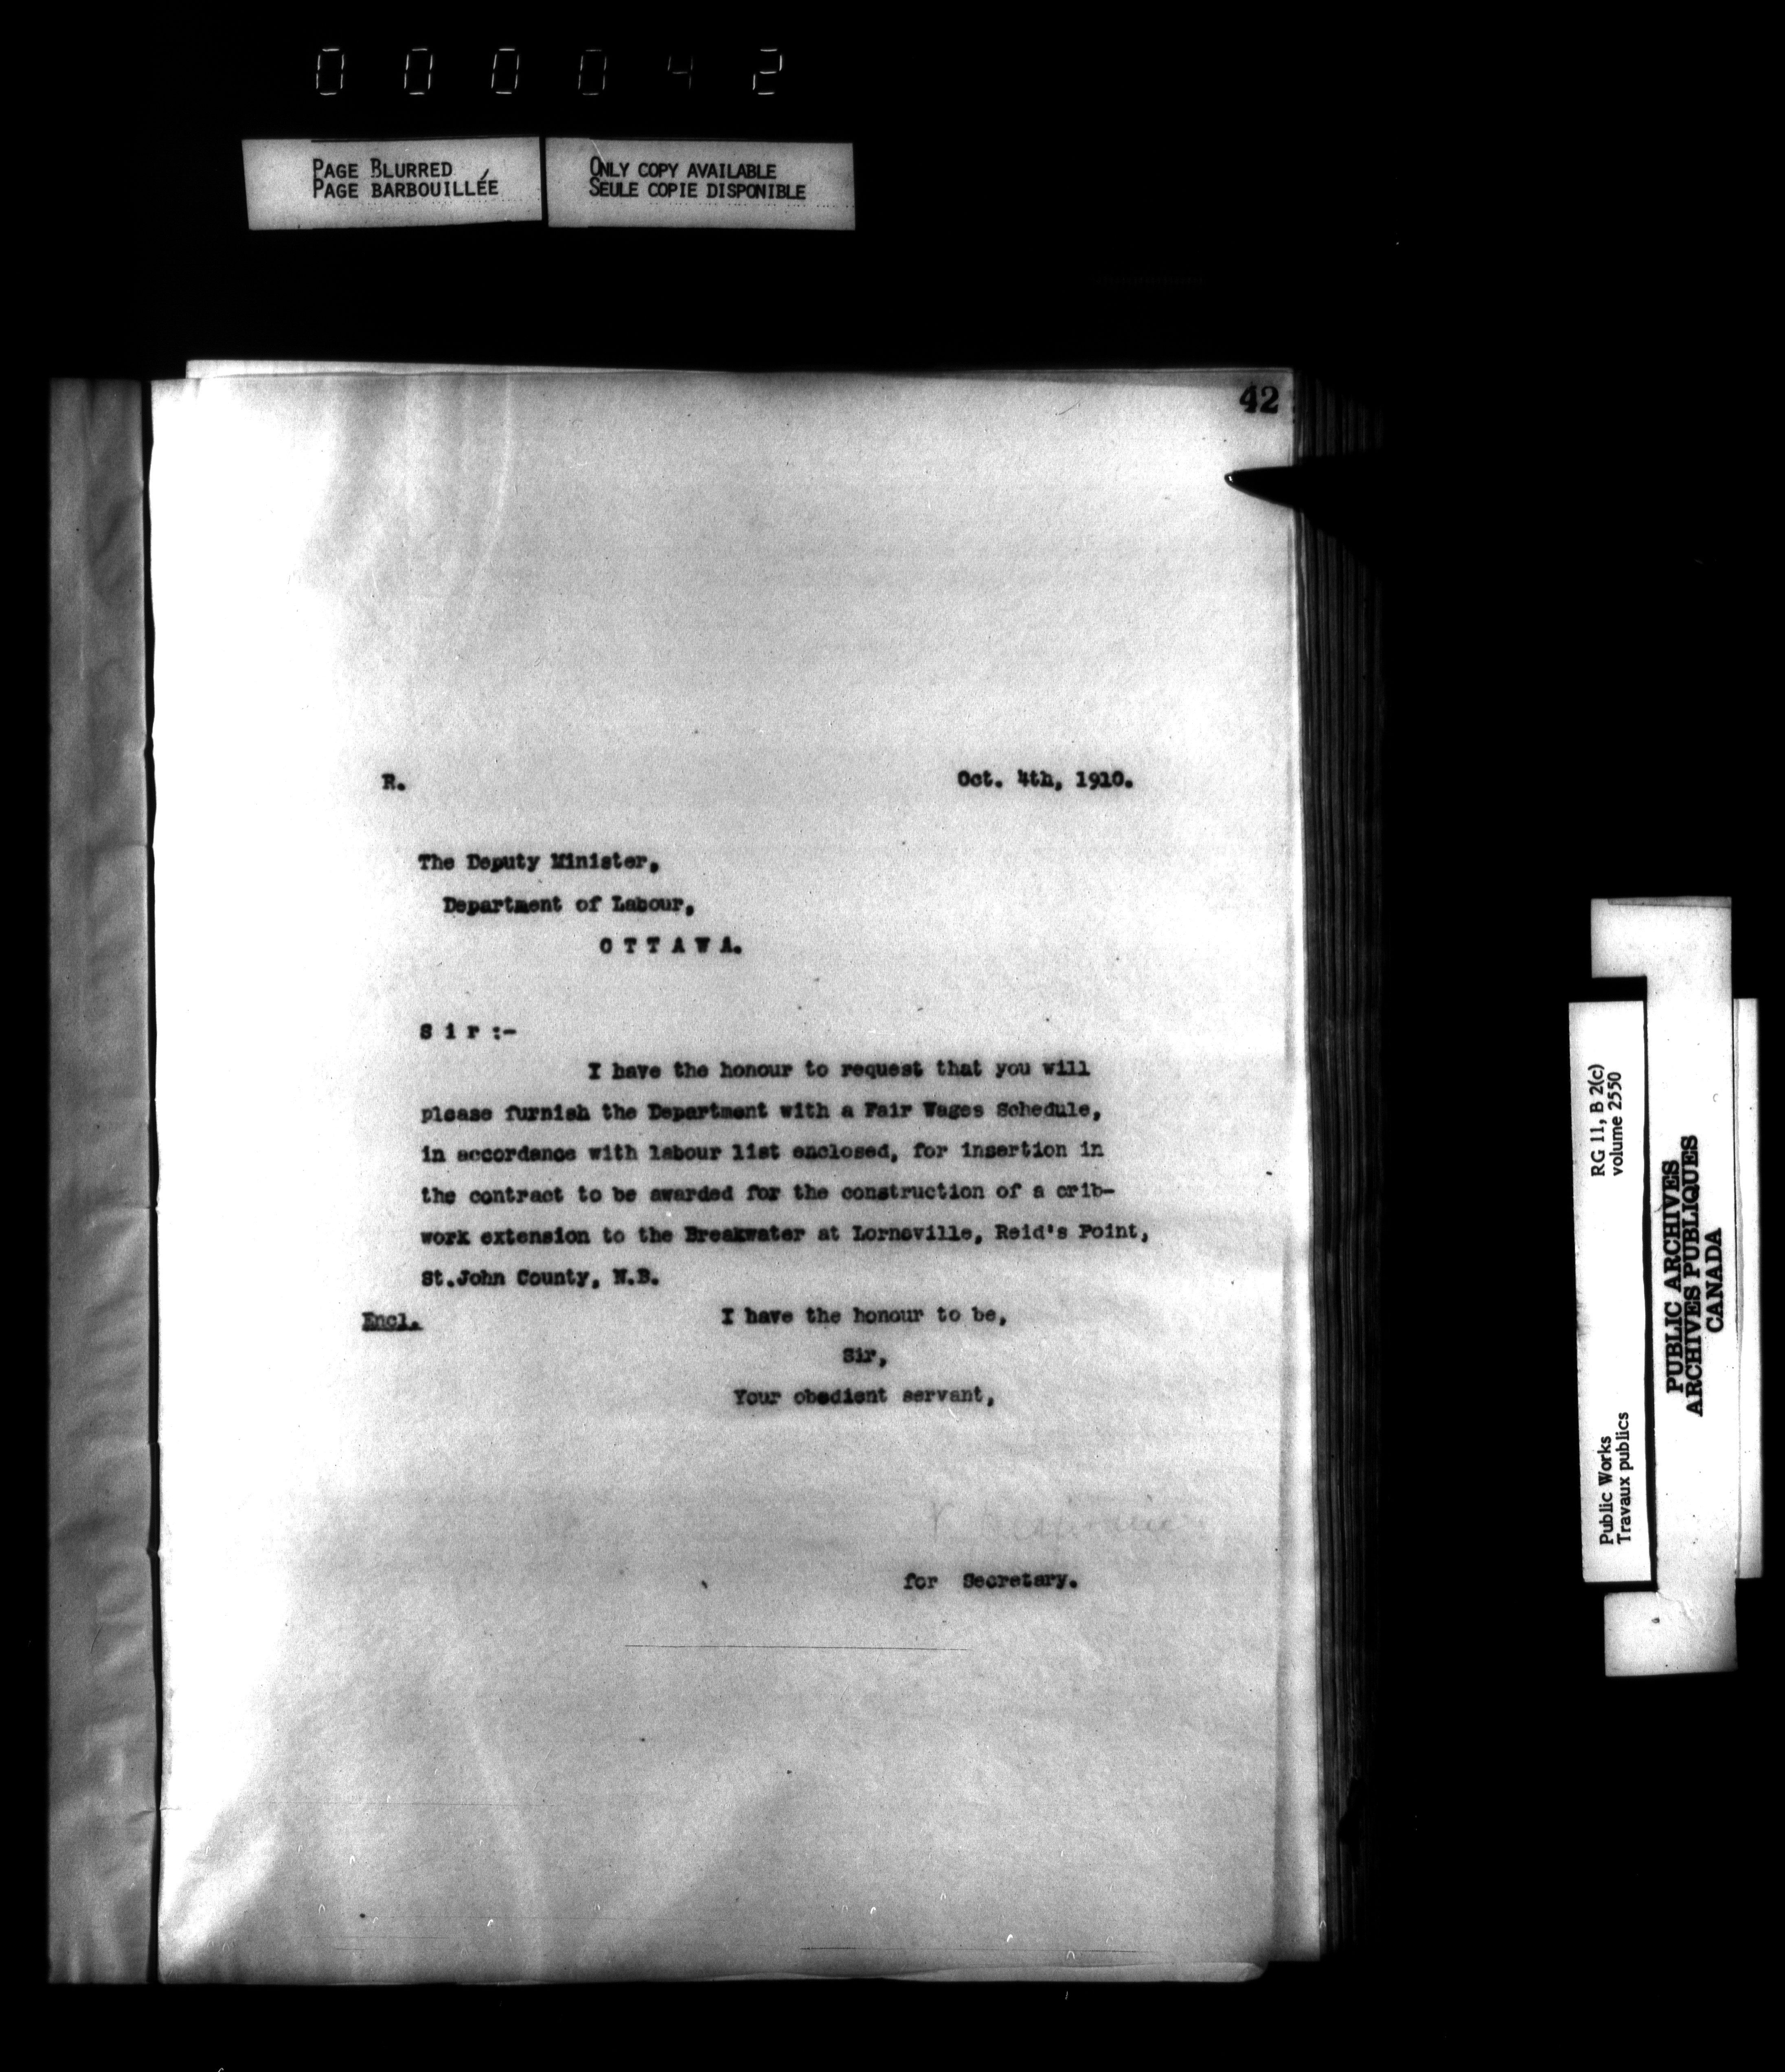 000042
PAGE BLURRED
PAGE BARBOUILLÉE
ONLY COPY AVAILABLE
SEULE COPIE DISPONIBLE
42
R.
Oct. 4th, 1910.
The Deputy Minister,
Department of Labour,
O T T A W A.
S i r :-
I have the honour to request that you will
please furnish the Department with a Fair Wages Schedule,
in accordance with labour list enclosed, for insertion in
the contract to be awarded for the construction of a crib-
work extension to the Breakwater at Lorneville, Reid's Point,
St.John County, N.B.
Encl.
I have the honour to be,
Sir,
Your obedient servant,
for Secretary.
RG 11, B 2(c)
volume 2550
Public Works
Travaux publics
PUBLIC ARCHIVES
ARCHIVES PUBLIQUES
CANADA